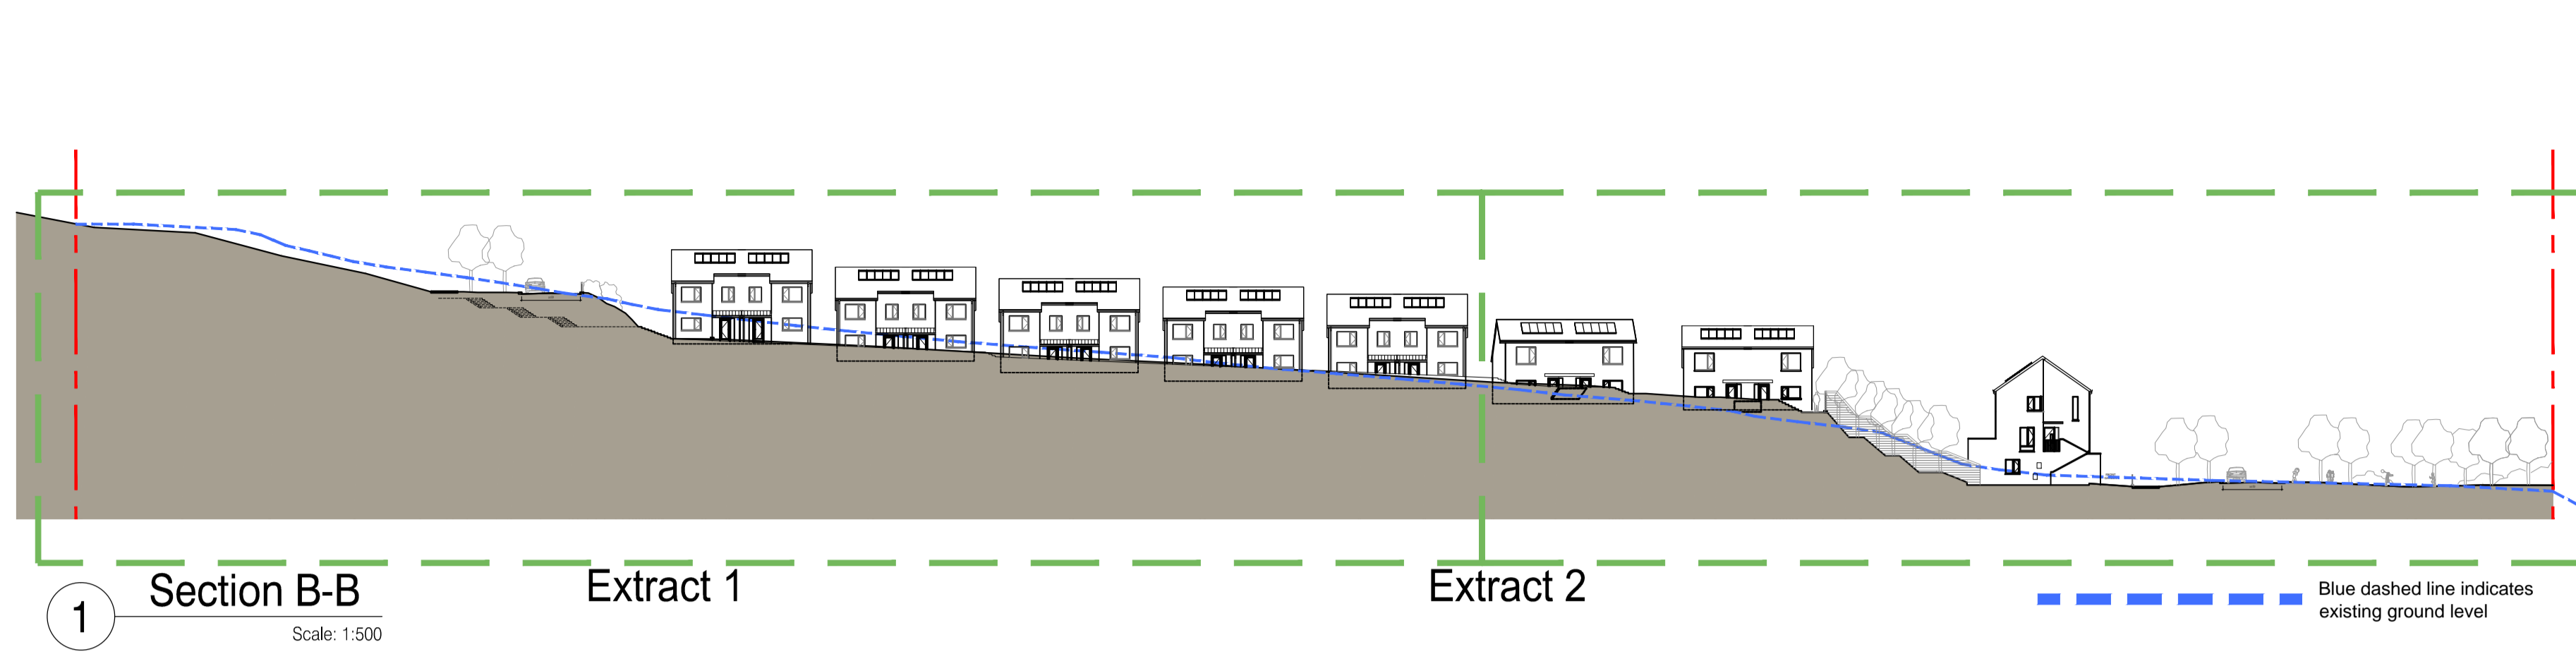 1
Section B-B
Scale: 1:500
Extract 1
Extract 2
Blue dashed line indicates
existing ground level